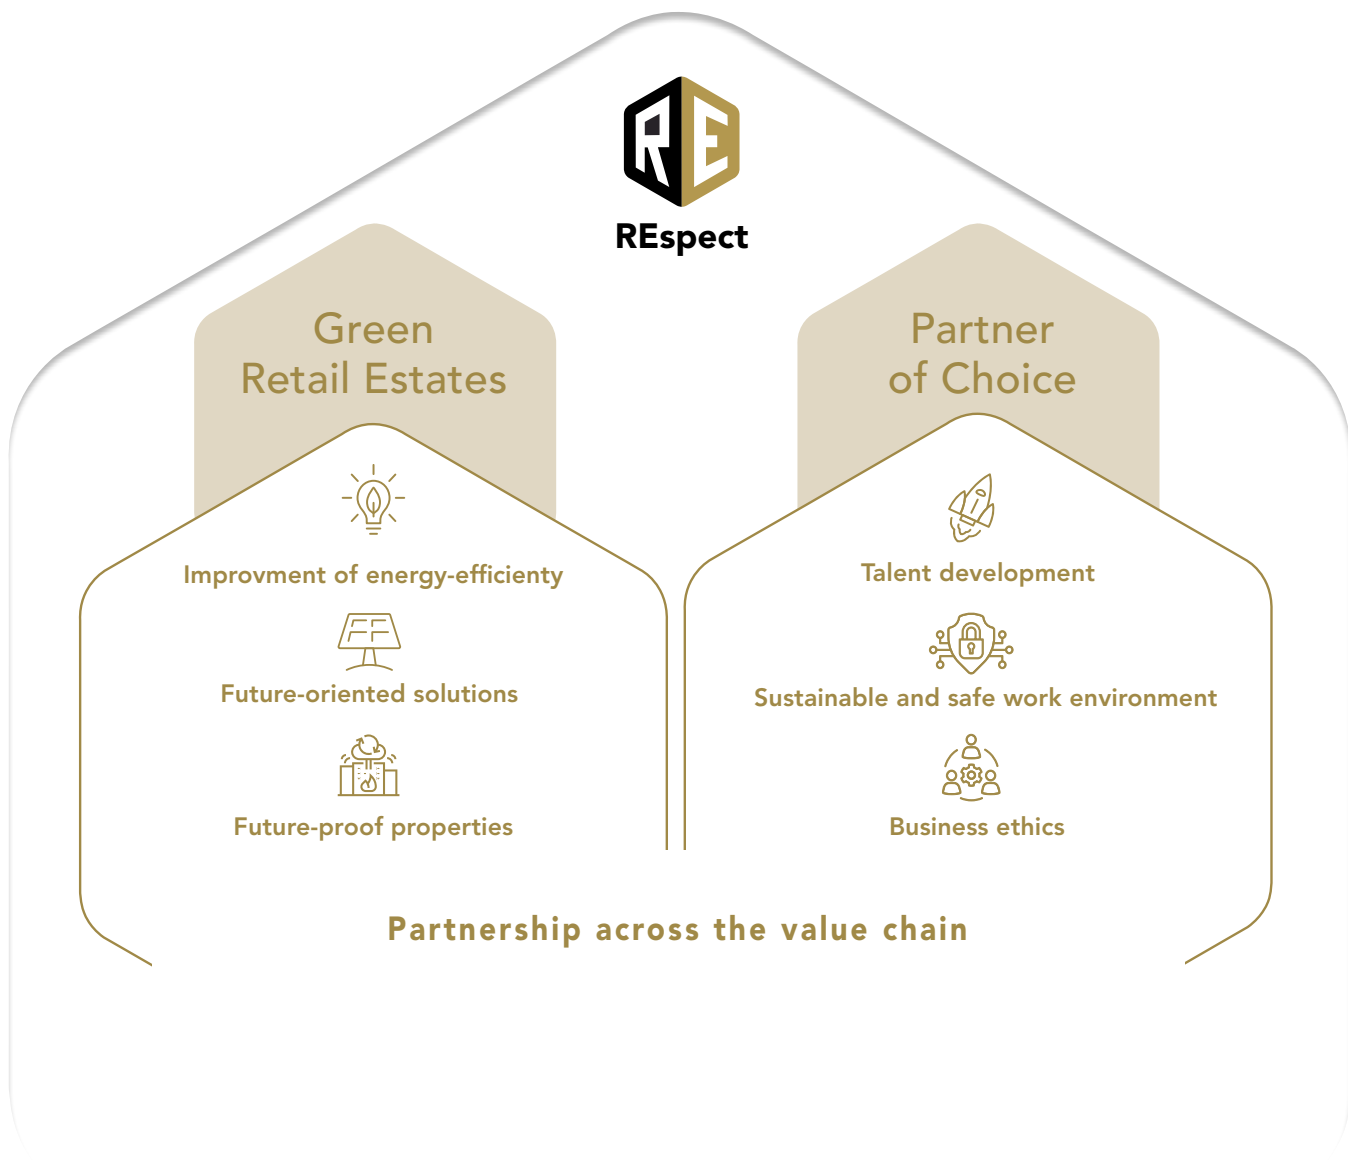 RE
REspect
Green
Retail Estates
Improvment of energy-efficienty
Future-oriented solutions
Future-proof properties
Partner
of Choice
Talent development
Sustainable and safe work environment
Business ethics
Partnership across the value chain